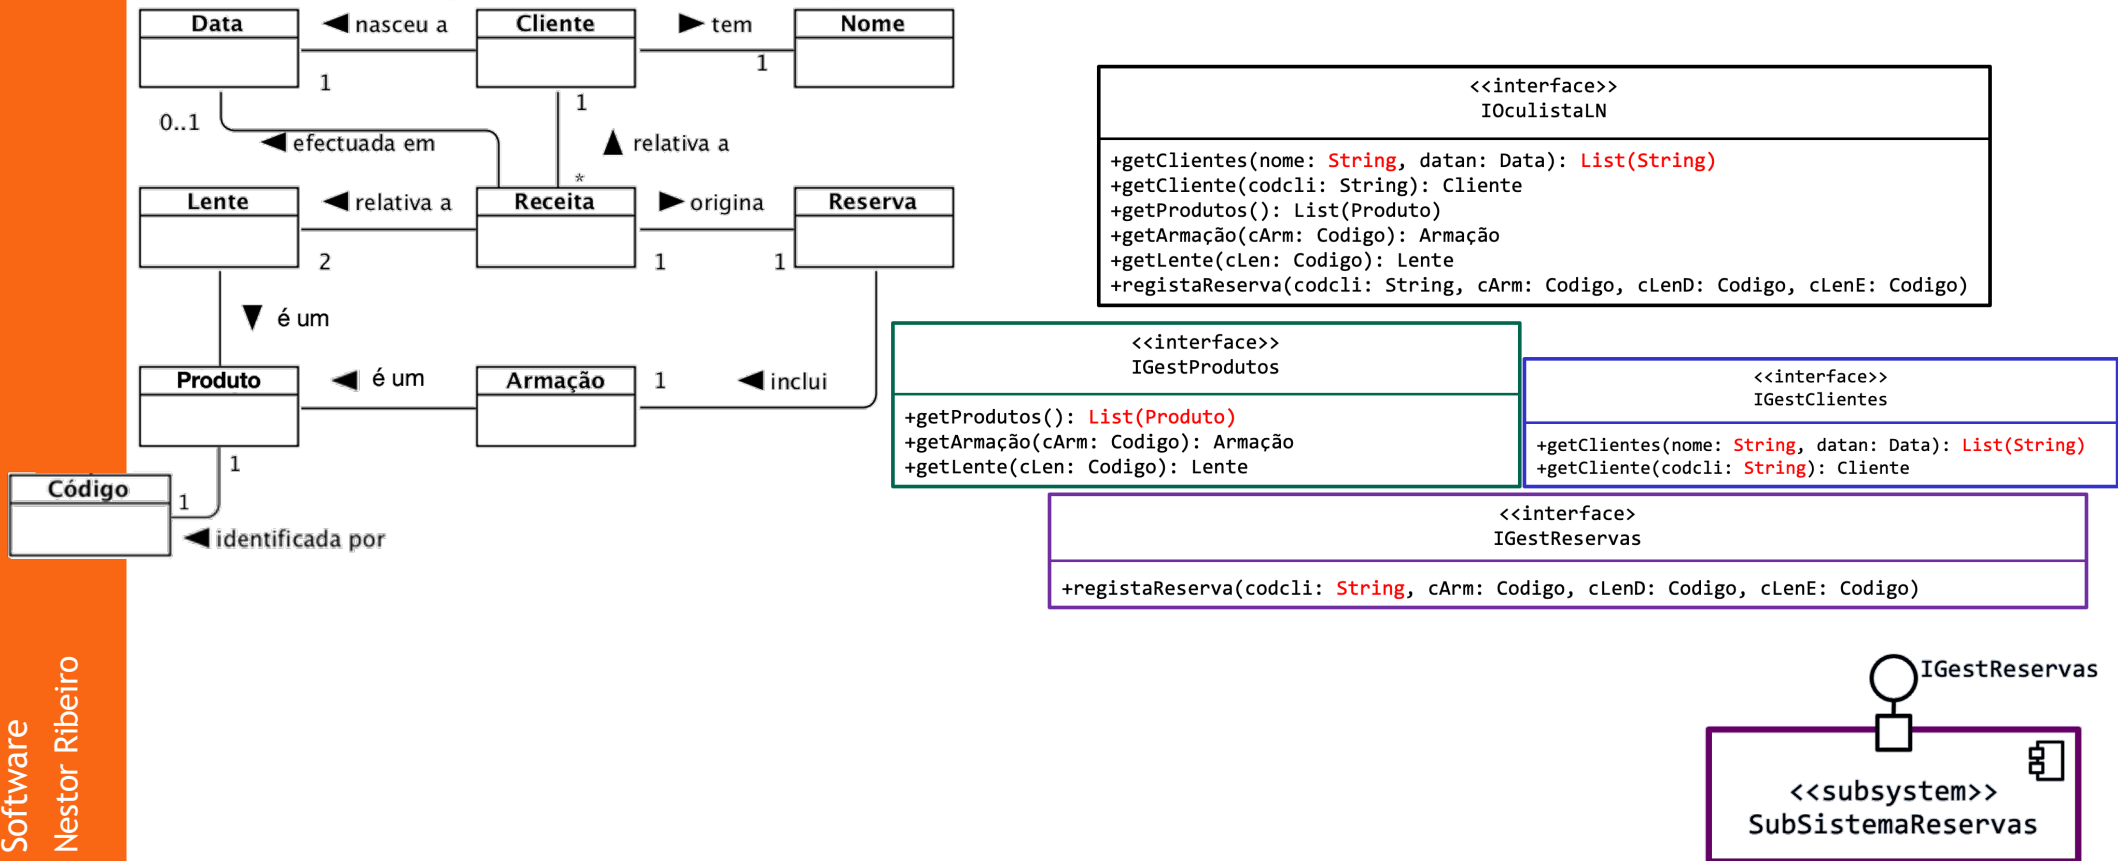 Data
nasceu a
Cliente
tem
Nome
1
1
0..1
1
efectuada em
relativa a
*
Lente
relativa a
Receita
origina
Reserva
2
1
1
é um
Produto
é um
Armação
1
inclui
1
Código
1
identificada por
<<interface>>
IOculistaLN
+getClientes(nome: String, datan: Data): List(String)
+getCliente(codcli: String): Cliente
+getProdutos(): List(Produto)
+getArmação(cArm: Codigo): Armação
+getLente(cLen: Codigo): Lente
+registaReserva(codcli: String, cArm: Codigo, cLenD: Codigo, cLenE: Codigo)
<<interface>>
IGestProdutos
+getProdutos(): List(Produto)
+getArmação(cArm: Codigo): Armação
+getLente(cLen: Codigo): Lente
<<interface>>
IGestClientes
+getClientes(nome: String, datan: Data): List(String)
+getCliente(codcli: String): Cliente
<<interface>
IGestReservas
+registaReserva(codcli: String, cArm: Codigo, cLenD: Codigo, cLenE: Codigo)
IGestReservas
<<subsystem>>
SubSistemaReservas
Software
Nestor Ribeiro